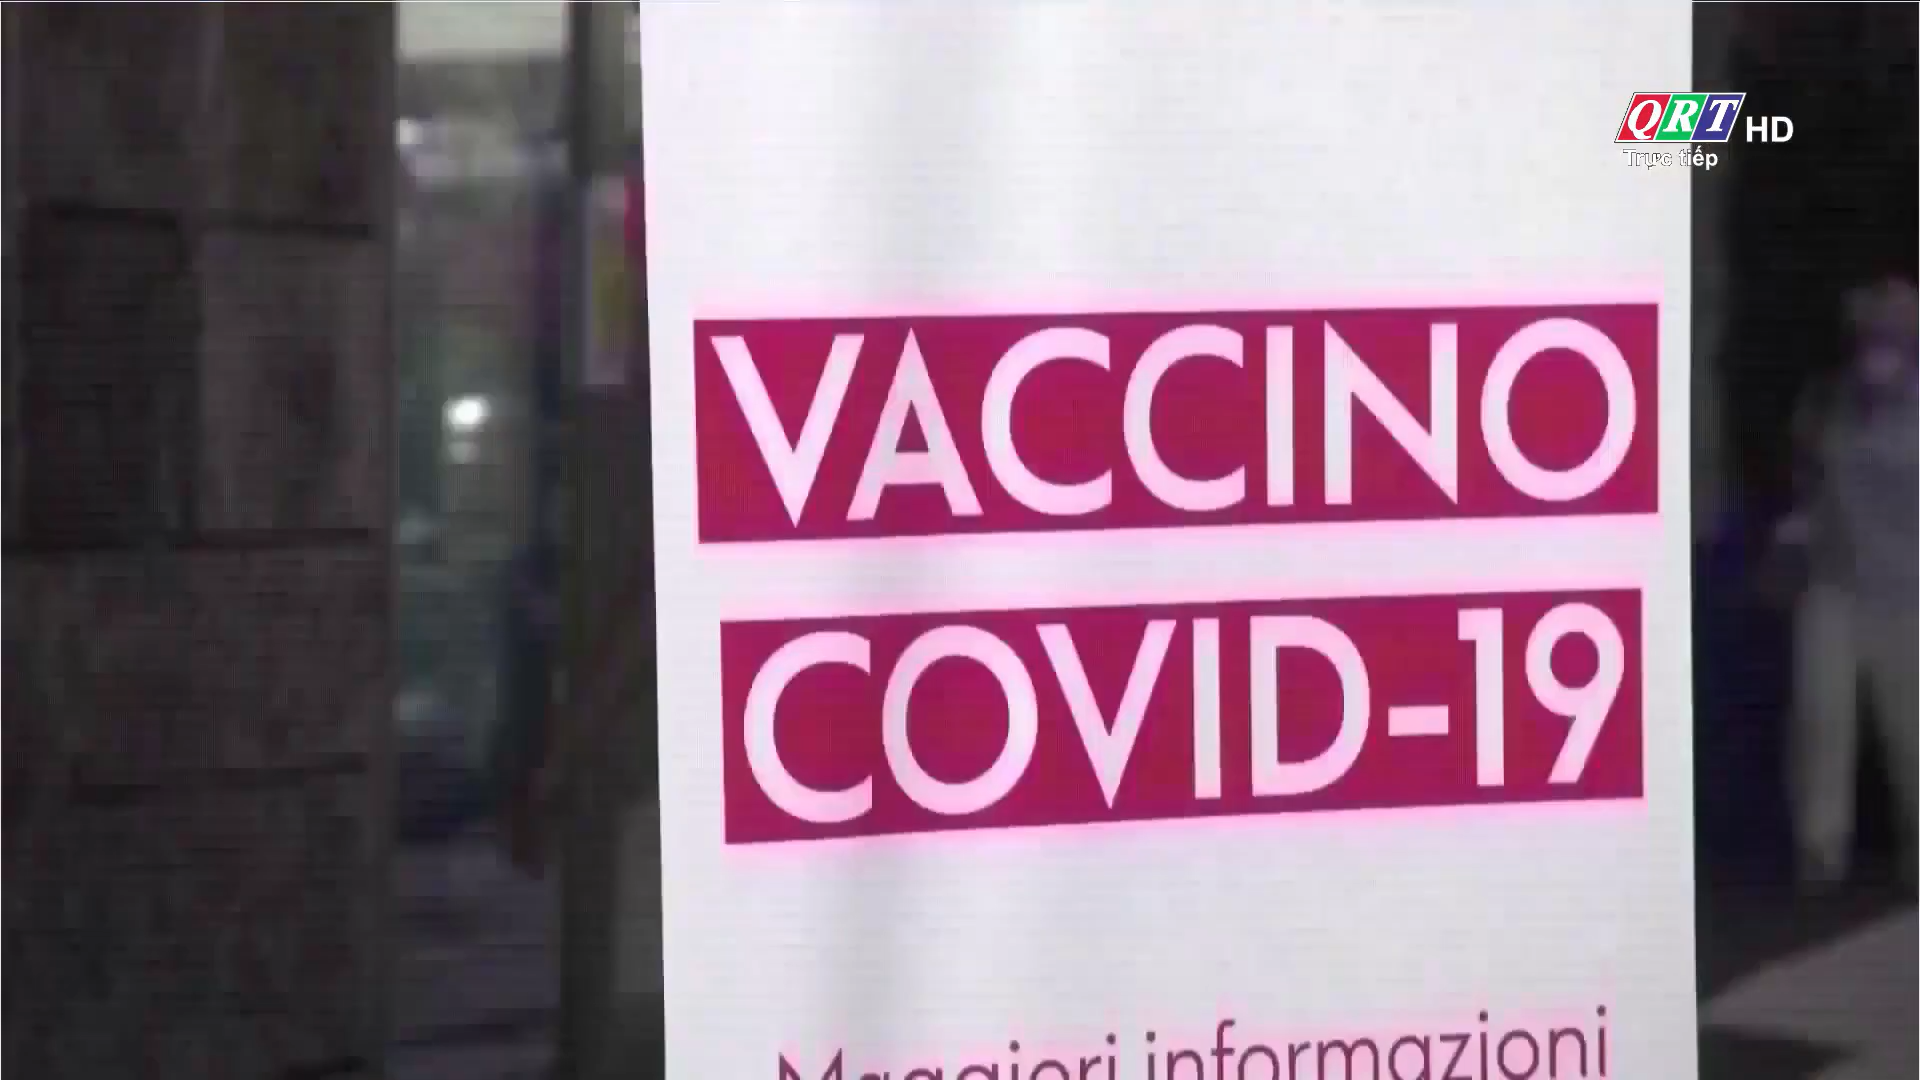 QRT HD
Trực tiếp
VACCINO
COVID-19
Maggiori informazioni